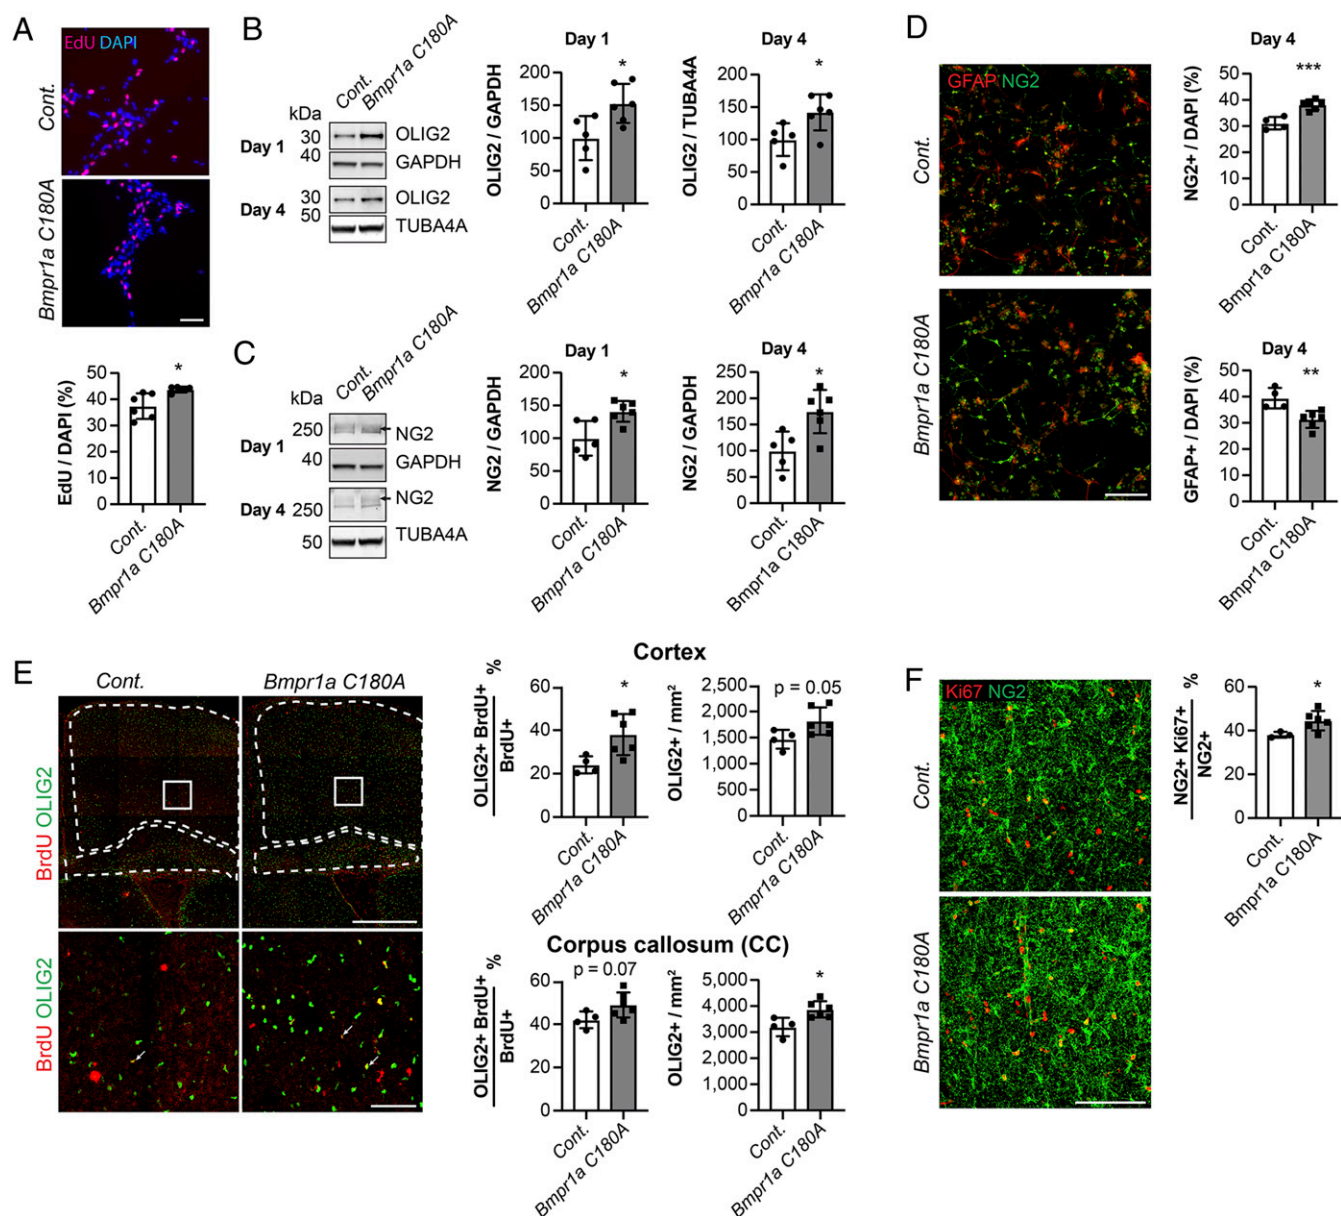 A
EdU DAPI
Cont.
Bmpr1a C180A
EdU / DAPI (%)
50
40
30
20
10
0
*
Cont.
Bmpr1a C180A
B
Cont.
Bmpr1a C180A
kDa
Day 1
30
OLIG2
40
GAPDH
Day 4
30
OLIG2
50
TUBA4A
Day 1
OLIG2 / GAPDH
200
150
100
50
0
*
Cont.
Bmpr1a C180A
Day 4
OLIG2 / TUBA4A
200
150
100
50
0
*
Cont.
Bmpr1a C180A
C
Cont.
Bmpr1a C180A
kDa
Day 1
250
NG2
40
GAPDH
Day 4
250
NG2
50
TUBA4A
Day 1
NG2 / GAPDH
200
150
100
50
0
*
Cont.
Bmpr1a C180A
Day 4
NG2 / GAPDH
250
200
150
100
50
0
*
Cont.
Bmpr1a C180A
D
GFAP NG2
Cont.
Bmpr1a C180A
Day 4
NG2+ / DAPI (%)
50
40
30
20
10
0
***
Cont.
Bmpr1a C180A
Day 4
GFAP+ / DAPI (%)
50
40
30
20
10
0
**
Cont.
Bmpr1a C180A
E
Cont.
Bmpr1a C180A
BrdU OLIG2
BrdU OLIG2
Cortex
%
OLIG2+ BrdU+
BrdU+
60
40
20
0
*
Cont.
Bmpr1a C180A
OLIG2+ / mm²
2,500
2,000
1,500
1,000
500
0
p = 0.05
Cont.
Bmpr1a C180A
Corpus callosum (CC)
%
OLIG2+ BrdU+
BrdU+
60
40
20
0
p = 0.07
Cont.
Bmpr1a C180A
OLIG2+ / mm²
5,000
4,000
3,000
2,000
1,000
0
*
Cont.
Bmpr1a C180A
F
Ki67 NG2
Cont.
Bmpr1a C180A
%
NG2+ Ki67+
NG2+
60
40
20
0
*
Cont.
Bmpr1a C180A